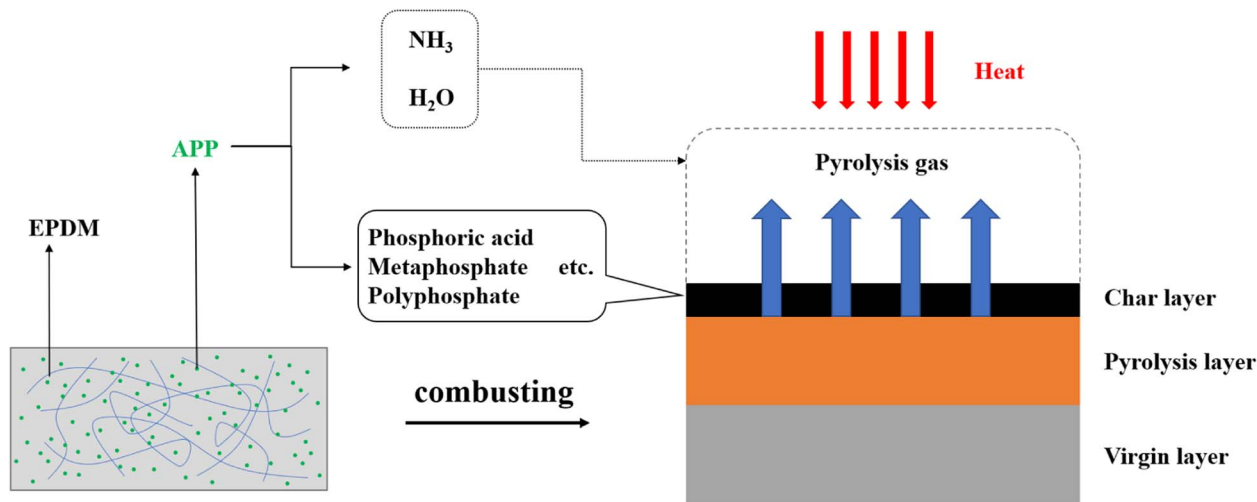 NH₃
H₂O
APP
EPDM
Phosphoric acid
Metaphosphate etc.
Polyphosphate
combusting
Heat
Pyrolysis gas
Char layer
Pyrolysis layer
Virgin layer